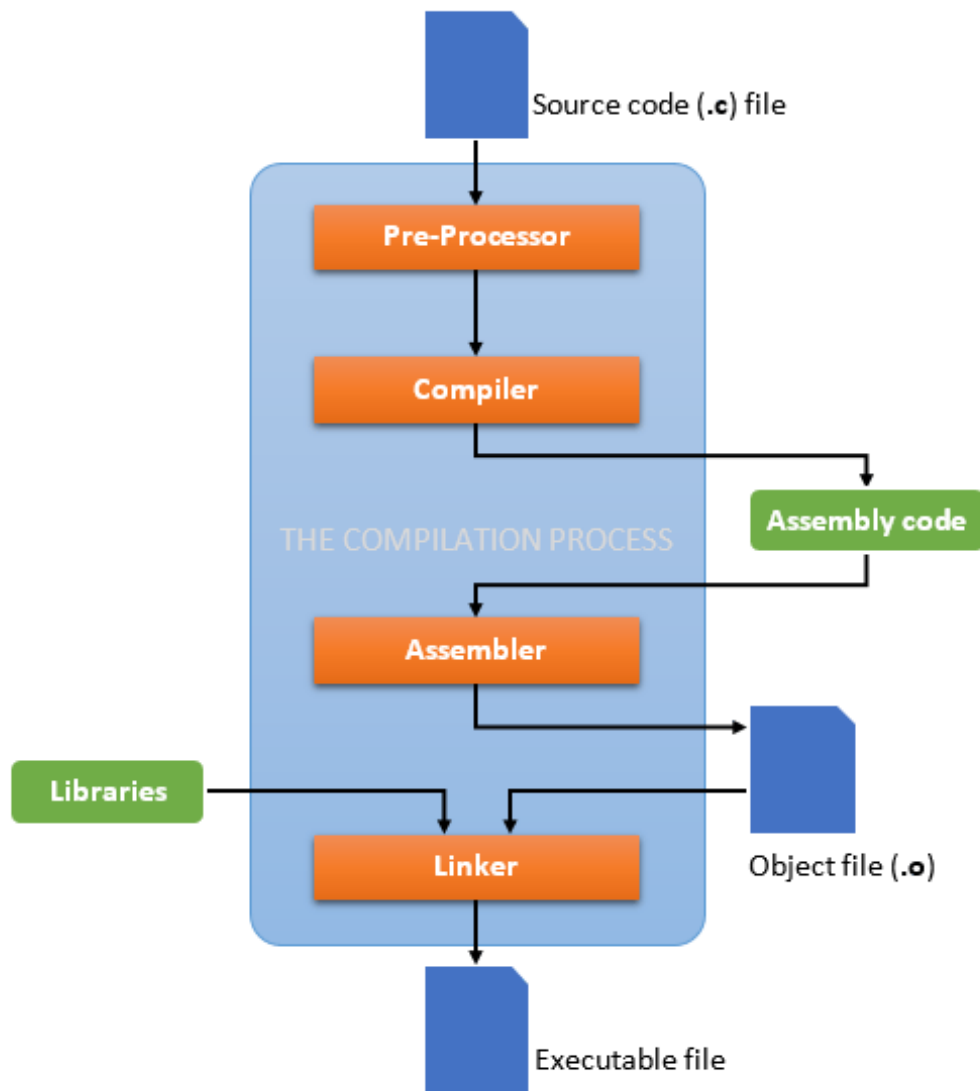 Source code (.c) file
Pre-Processor
Compiler
Assembly code
THE COMPILATION PROCESS
Assembler
Libraries
Linker
Object file (.o)
Executable file